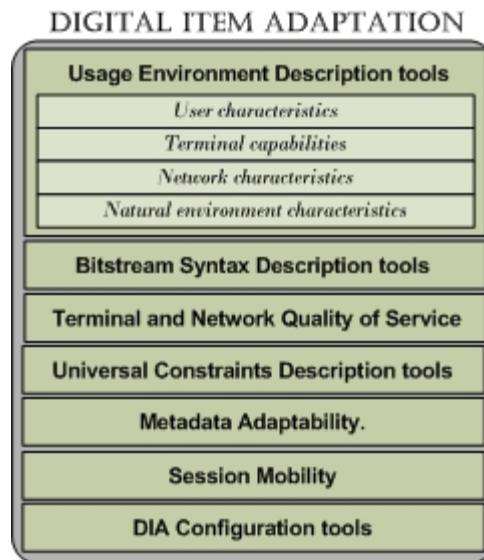 DIGITAL ITEM ADAPTATION
Usage Environment Description tools
User characteristics
Terminal capabilities
Network characteristics
Natural environment characteristics
Bitstream Syntax Description tools
Terminal and Network Quality of Service
Universal Constraints Description tools
Metadata Adaptability.
Session Mobility
DIA Configuration tools